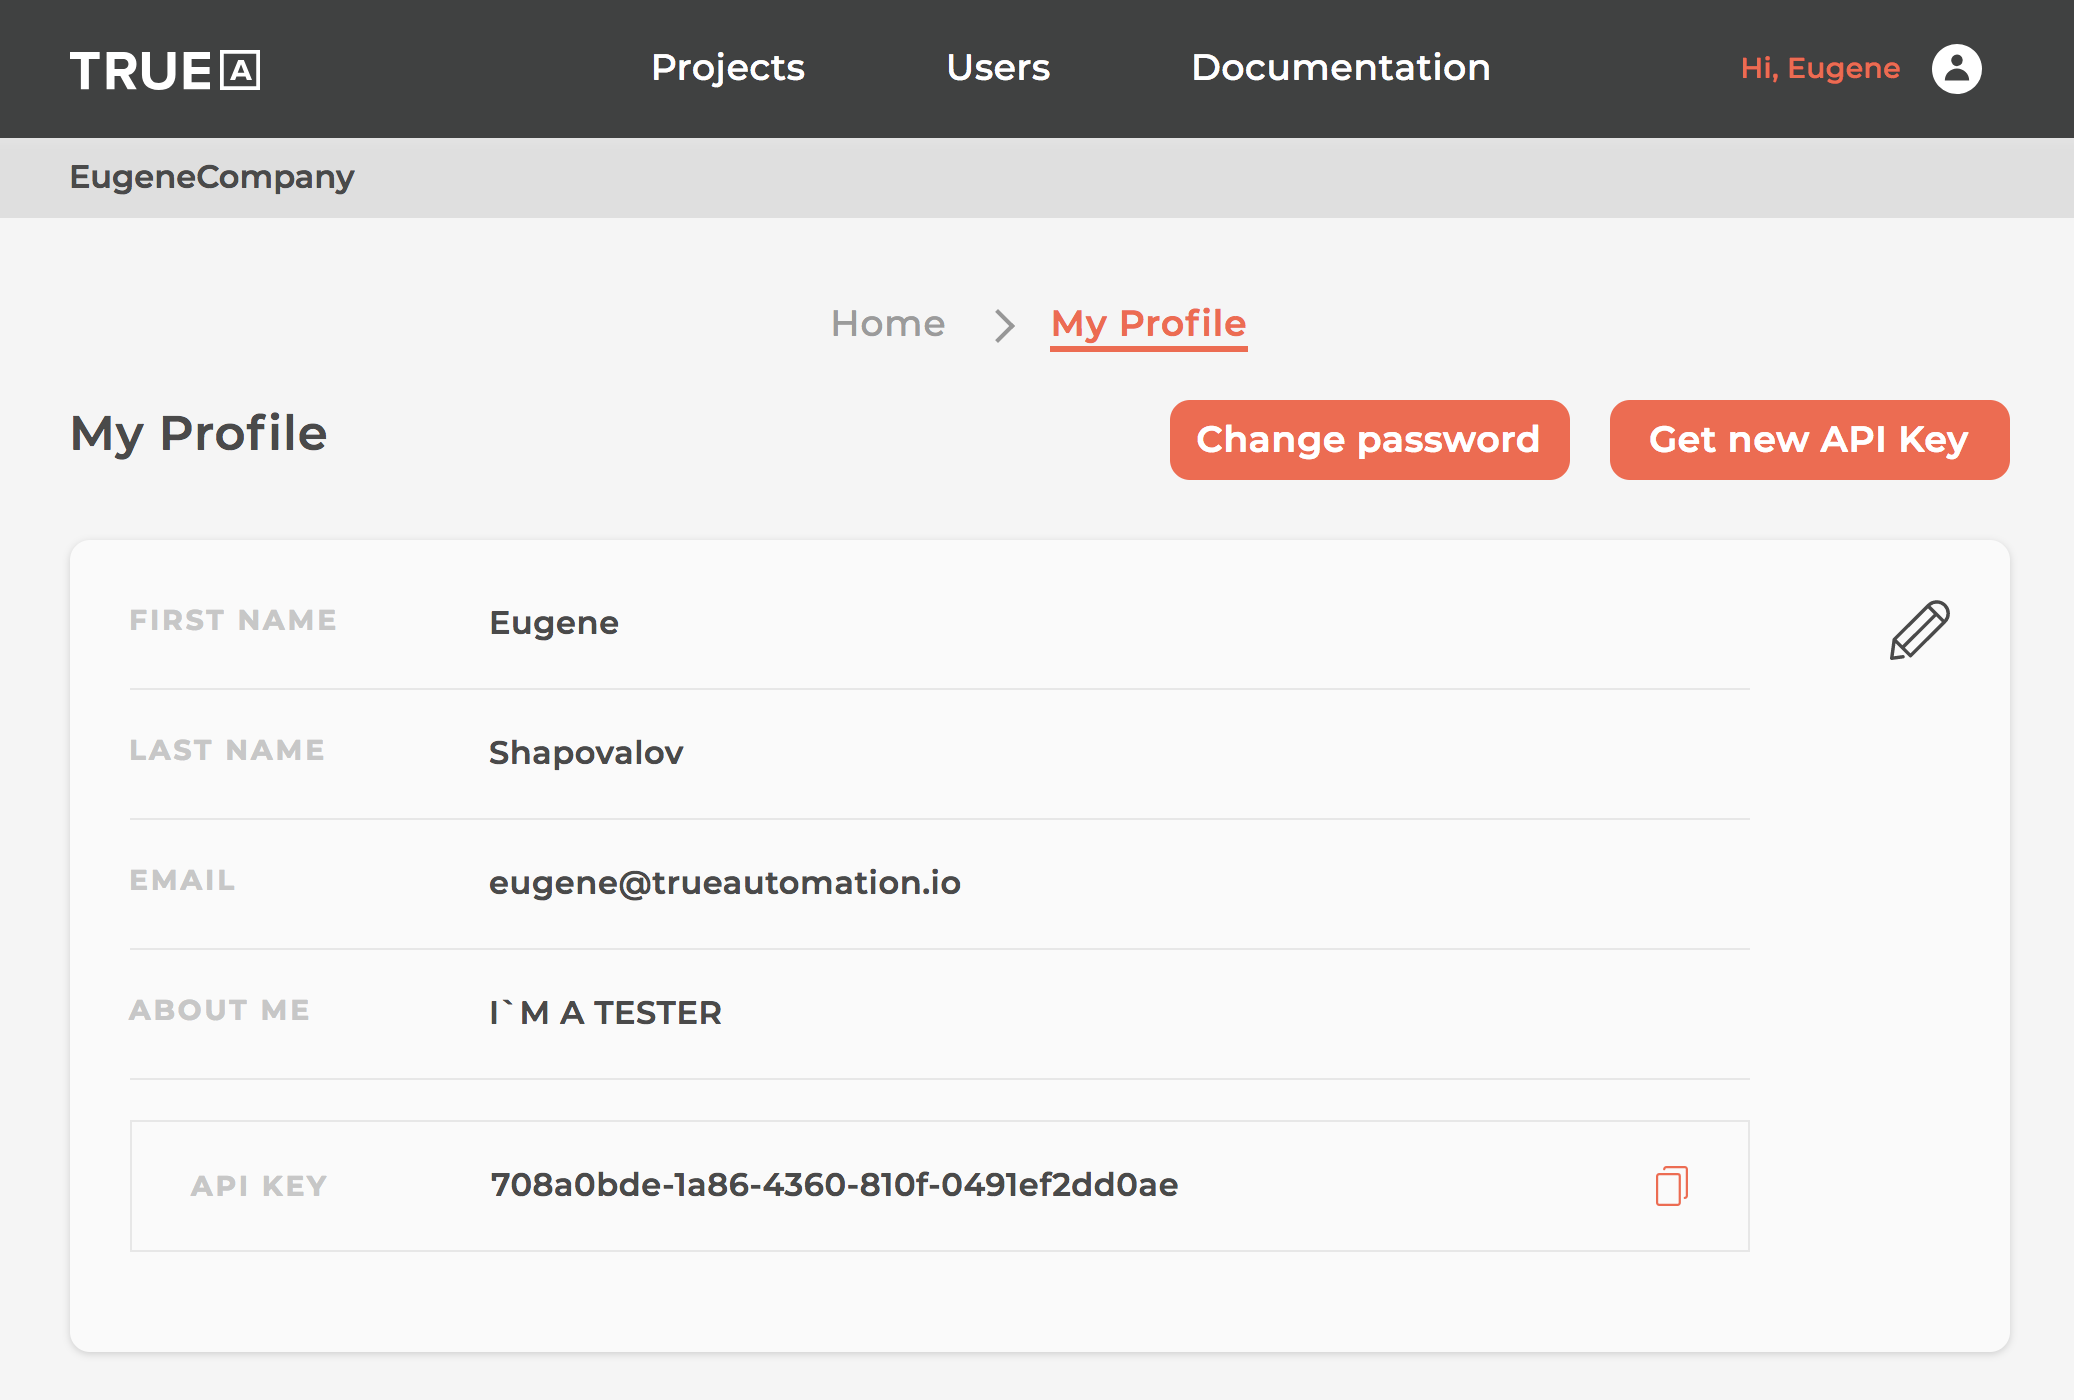 TRUE A
Projects
Users
Documentation
Hi, Eugene
EugeneCompany
Home
My Profile
My Profile
Change password
Get new API Key
FIRST NAME
Eugene
LAST NAME
Shapovalov
EMAIL
eugene@trueautomation.io
ABOUT ME
I`M A TESTER
API KEY
708a0bde-1a86-4360-810f-0491ef2dd0ae